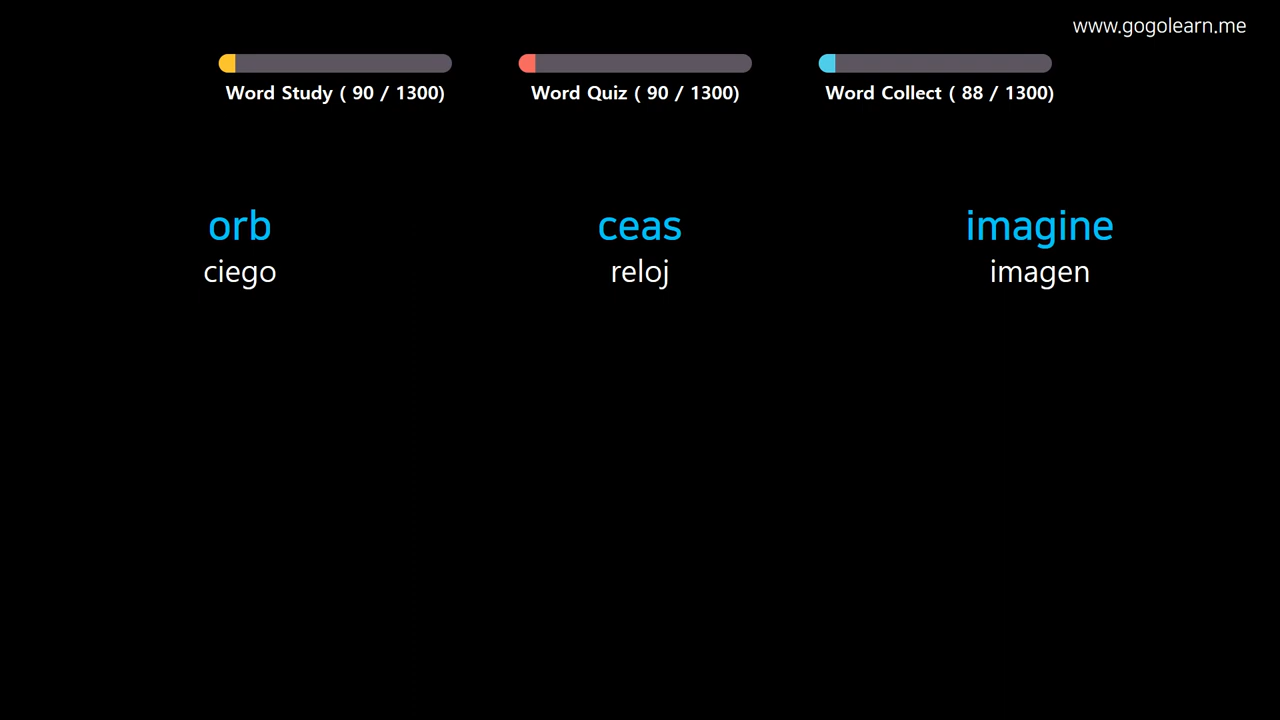 www.gogolearn.me
Word Study ( 90 / 1300) Word Quiz ( 90 / 1300) Word Collect ( 88 / 1300)
orb ceas imagine
ciego reloj imagen